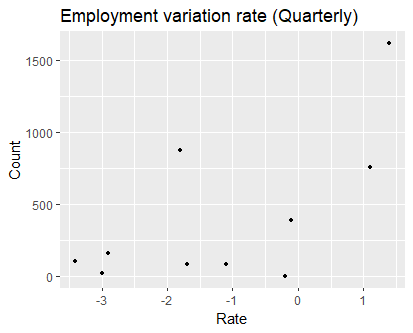 Employment variation rate (Quarterly)
1500
1000
500
0
Count
-3 -2 -1 0 1
Rate